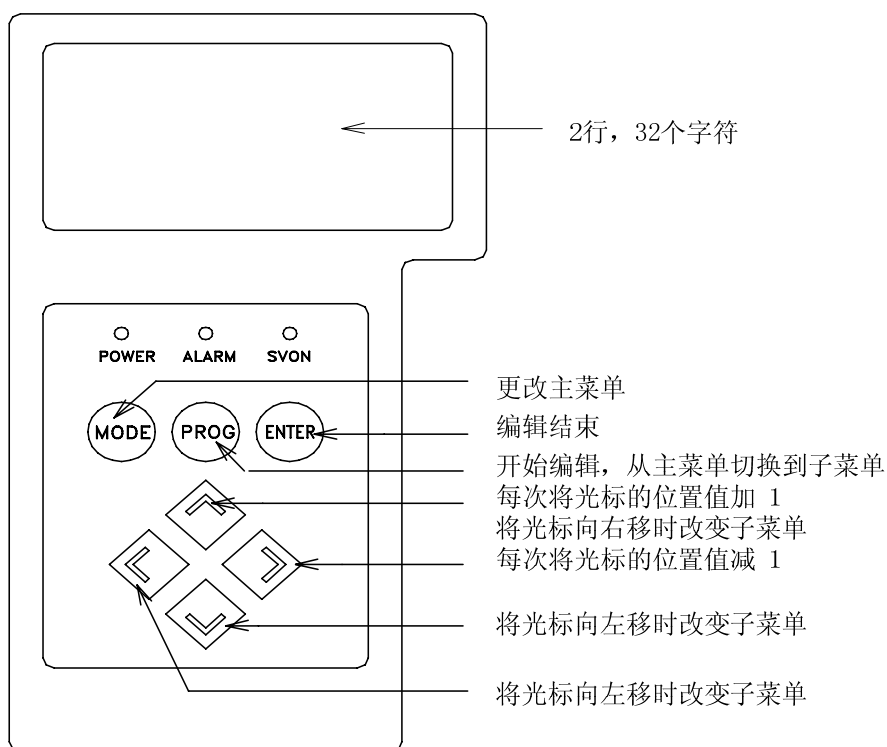 2行，32个字符
POWER ALARM SVON
更改主菜单
MODE PROG ENTER
编辑结束
开始编辑，从主菜单切换到子菜单
每次将光标的位置值加 1
将光标向右移时改变子菜单
每次将光标的位置值减 1
将光标向左移时改变子菜单
将光标向左移时改变子菜单